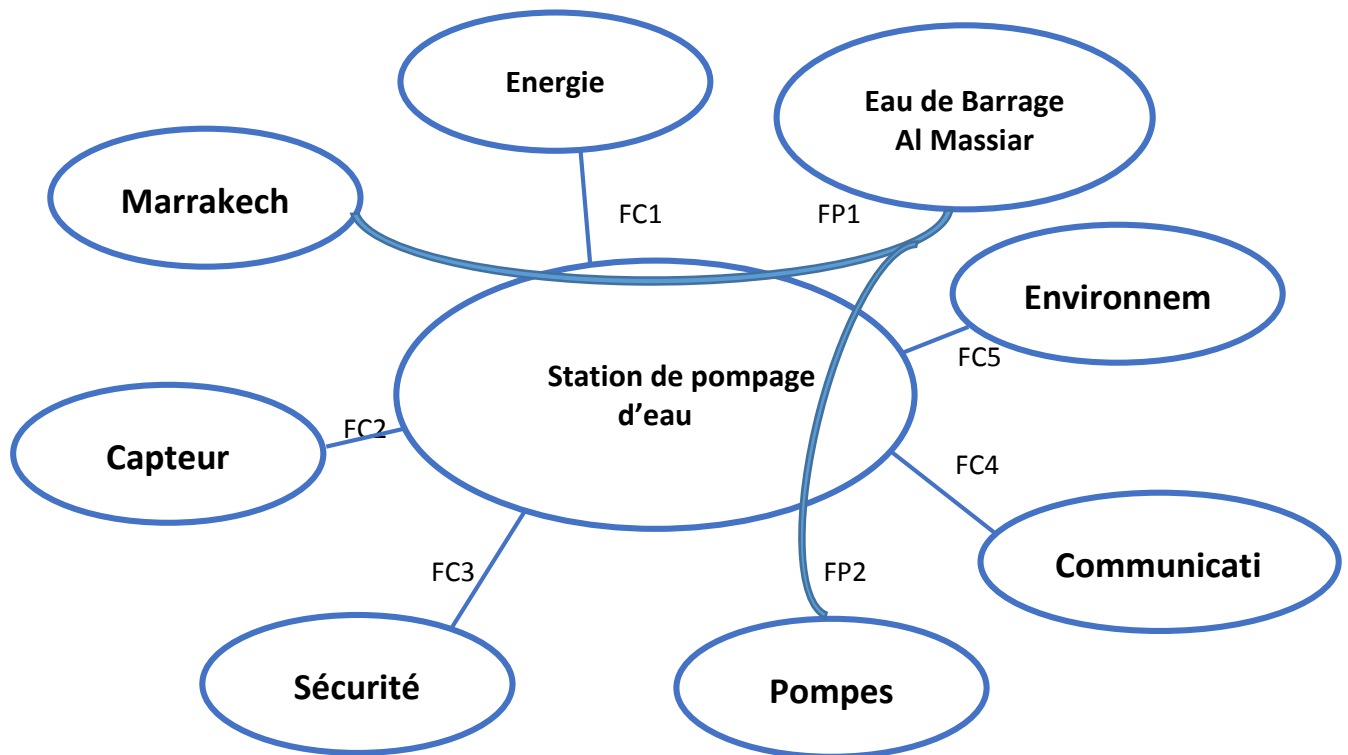 Energie
Eau de Barrage
Al Massiar
Marrakech
FC1
FP1
Environnem
FC5
Station de pompage
d’eau
FC2
Capteur
FC4
Communicati
FC3
FP2
Sécurité
Pompes